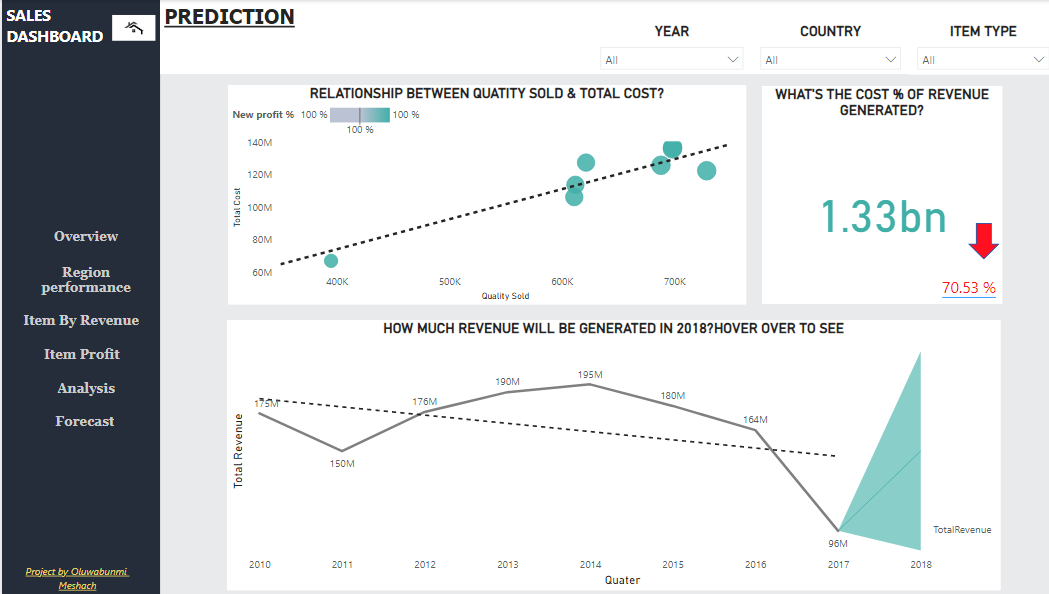 SALES
DASHBOARD
PREDICTION
YEAR
COUNTRY
ITEM TYPE
All
All
All
Overview
Region
performance
Item By Revenue
Item Profit
Analysis
Forecast
Project by Oluwabunmi
Meshach
RELATIONSHIP BETWEEN QUATITY SOLD & TOTAL COST?
New profit % 100 % 100 %
100 %
140M
120M
100M
80M
60M
Total Cost
400K 500K 600K 700K
Quality Sold
WHAT'S THE COST % OF REVENUE
GENERATED?
1.33bn
70.53 %
HOW MUCH REVENUE WILL BE GENERATED IN 2018?HOVER OVER TO SEE
Total Revenue
175M
150M
176M
190M
195M
180M
164M
96M
TotalRevenue
2010 2011 2012 2013 2014 2015 2016 2017 2018
Quater